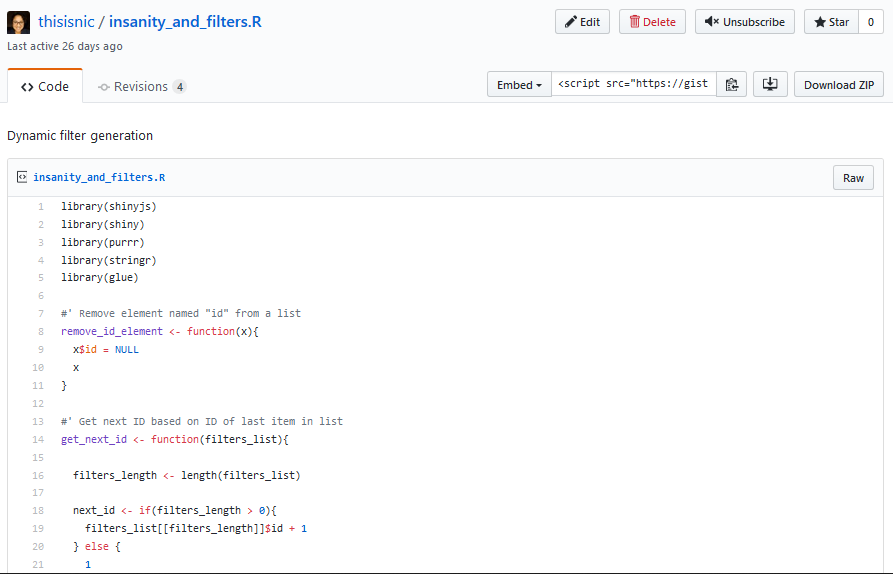 thisisnic / insanity_and_filters.R
Edit
Delete
Unsubscribe
Star
0
Last active 26 days ago
<> Code
Revisions 4
Embed
<script src="https://gist
Download ZIP
Dynamic filter generation
insanity_and_filters.R
Raw
1 library(shinyjs)
2 library(shiny)
3 library(purrr)
4 library(stringr)
5 library(glue)
6
7 #' Remove element named "id" from a list
8 remove_id_element <- function(x){
9 x$id = NULL
10 x
11 }
12
13 #' Get next ID based on ID of last item in list
14 get_next_id <- function(filters_list){
15
16 filters_length <- length(filters_list)
17
18 next_id <- if(filters_length > 0){
19 filters_list[[filters_length]]$id + 1
20 } else {
21 1